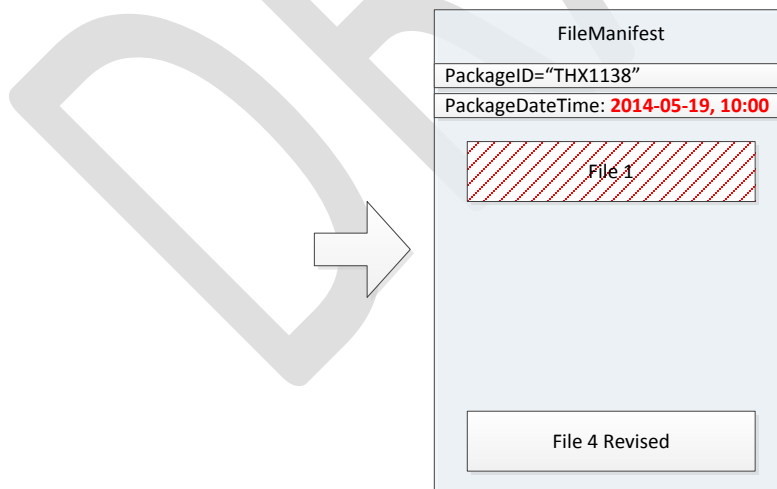 FileManifest
PackageID=“THX1138”
PackageDateTime: 2014-05-19, 10:00
File 1
File 4 Revised